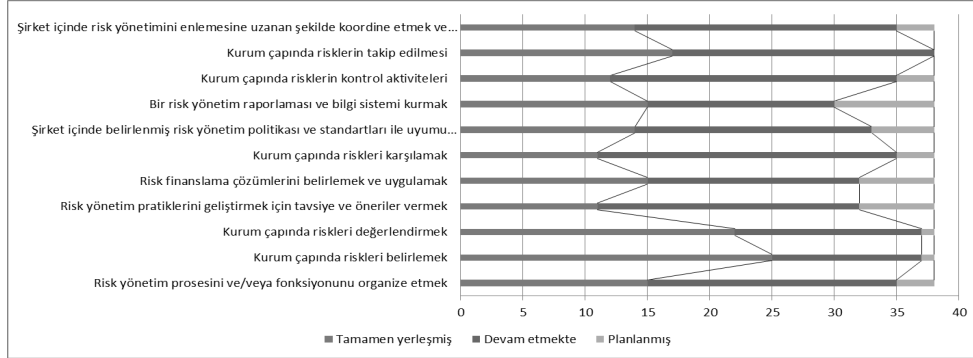 Şirket içinde risk yönetimini enlemesine uzanan şekilde koordine etmek ve...
Kurum çapında risklerin takip edilmesi
Kurum çapında risklerin kontrol aktiviteleri
Bir risk yönetim raporlaması ve bilgi sistemi kurmak
Şirket içinde belirlenmiş risk yönetim politikası ve standartları ile uyumu...
Kurum çapında riskleri karşılamak
Risk finanslama çözümlerini belirlemek ve uygulamak
Risk yönetim pratiklerini geliştirmek için tavsiye ve öneriler vermek
Kurum çapında riskleri değerlendirmek
Kurum çapında riskleri belirlemek
Risk yönetim prosesini ve/veya fonksiyonunu organize etmek
0 5 10 15 20 25 30 35 40
Tamamen yerleşmiş Devam etmekte Planlanmış